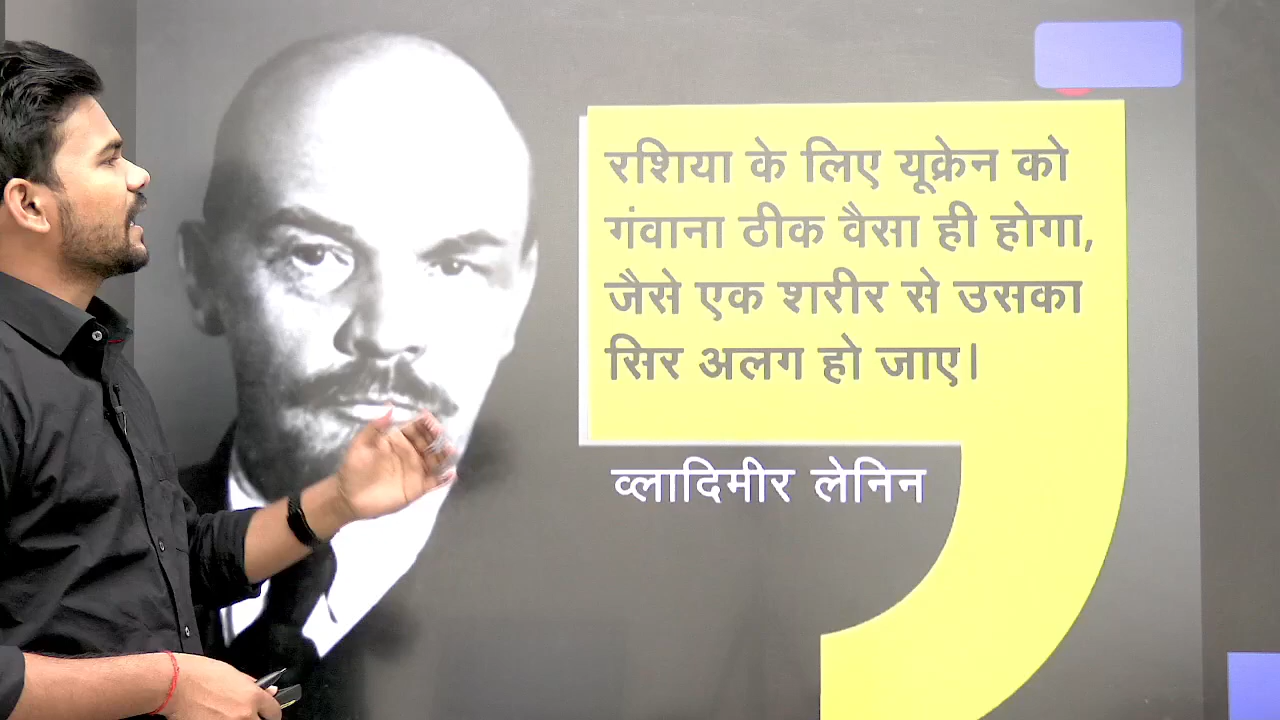 रशिया के लिए यूक्रेन को
गंवाना ठीक वैसा ही होगा,
जैसे एक शरीर से उसका
सिर अलग हो जाए।
व्लादिमीर लेनिन